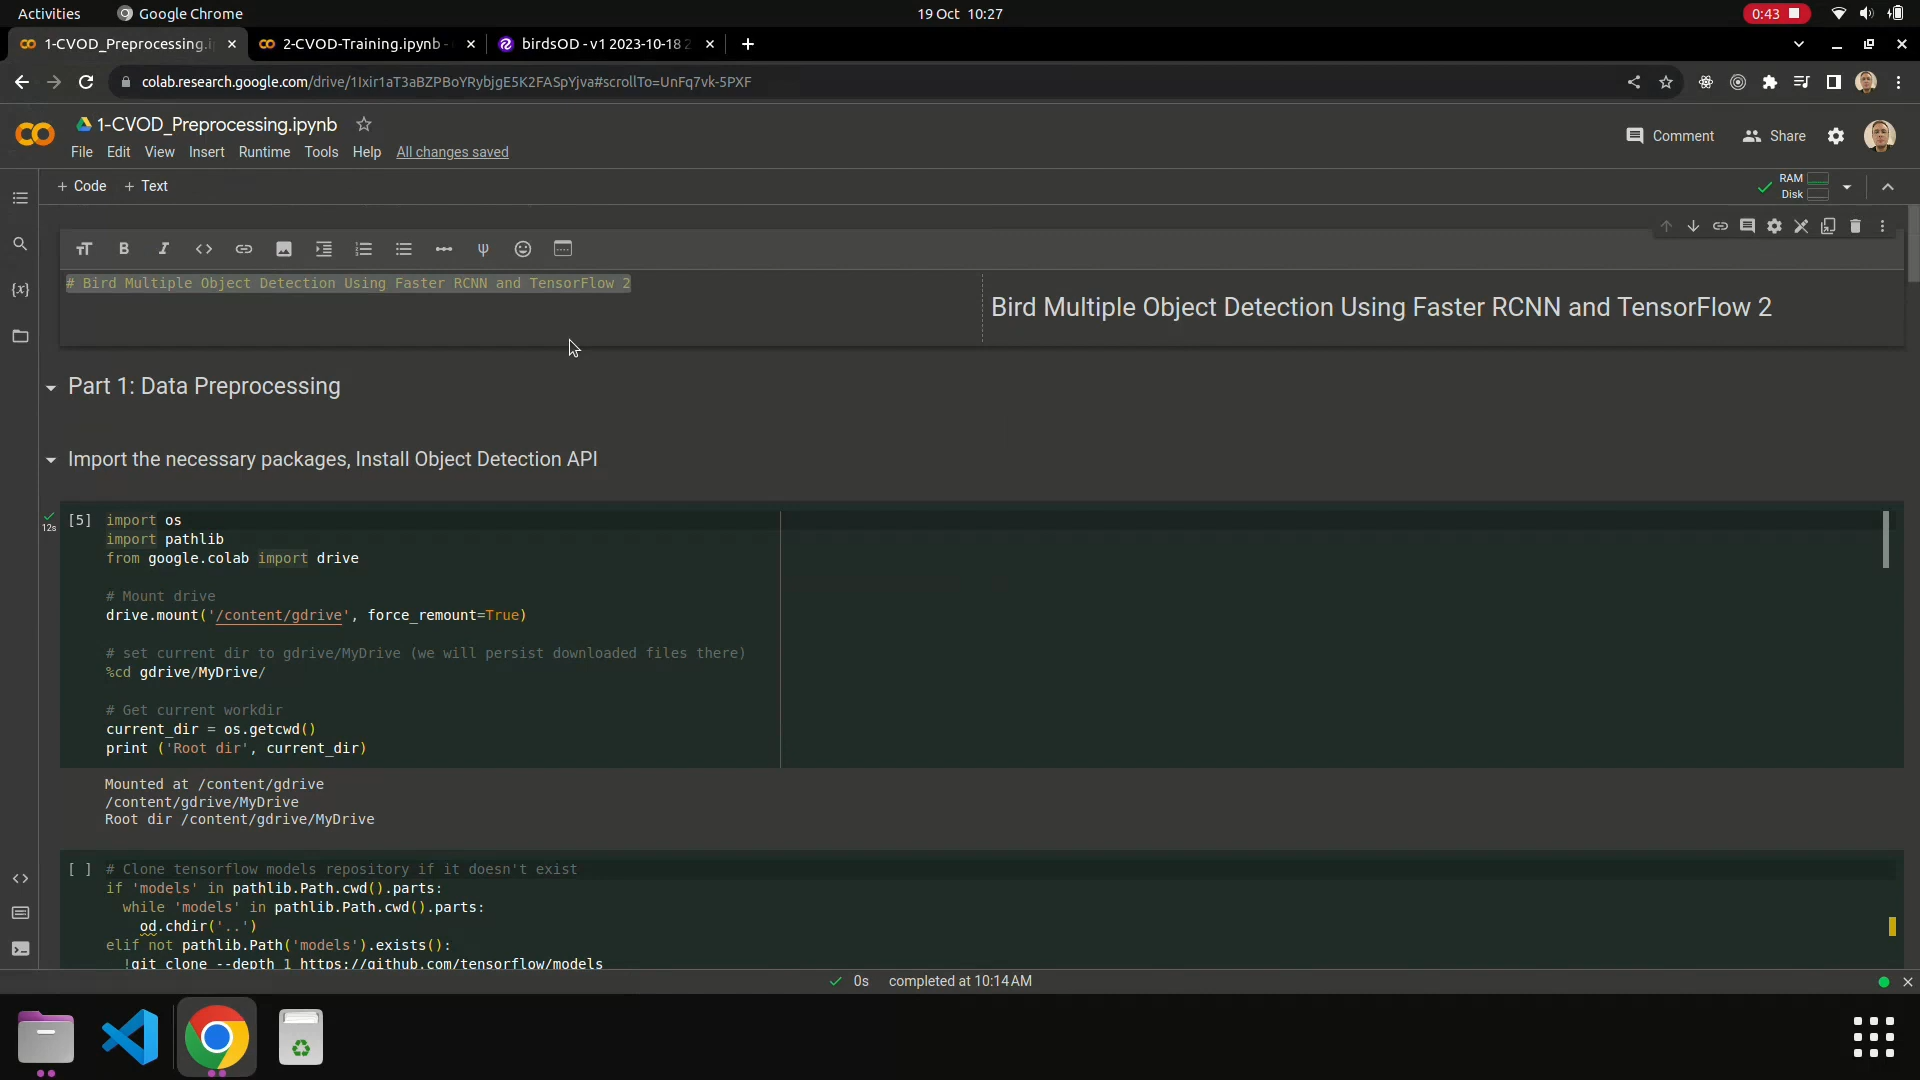 Activities
Google Chrome
19 Oct 10:27
0:43
1-CVOD_Preprocessing.i
2-CVOD-Training.ipynb -
birdsOD - v1 2023-10-18 2
colab.research.google.com/drive/1Ixir1aT3aBZPBoYRybjgE5K2FASpYjva#scrollTo=UnFq7vk-5PXF
1-CVOD_Preprocessing.ipynb
Comment
Share
File Edit View Insert Runtime Tools Help All changes saved
+ Code + Text
RAM
Disk
# Bird Multiple Object Detection Using Faster RCNN and TensorFlow 2
Bird Multiple Object Detection Using Faster RCNN and TensorFlow 2
Part 1: Data Preprocessing
Import the necessary packages, Install Object Detection API
12s
[5] import os
import pathlib
from google.colab import drive
# Mount drive
drive.mount('/content/gdrive', force_remount=True)
# set current dir to gdrive/MyDrive (we will persist downloaded files there)
%cd gdrive/MyDrive/
# Get current workdir
current_dir = os.getcwd()
print ('Root dir', current_dir)
Mounted at /content/gdrive
/content/gdrive/MyDrive
Root dir /content/gdrive/MyDrive
[ ] # Clone tensorflow models repository if it doesn't exist
if 'models' in pathlib.Path.cwd().parts:
while 'models' in pathlib.Path.cwd().parts:
od.chdir('..')
elif not pathlib.Path('models').exists():
!git clone --depth 1 https://github.com/tensorflow/models
0s completed at 10:14 AM